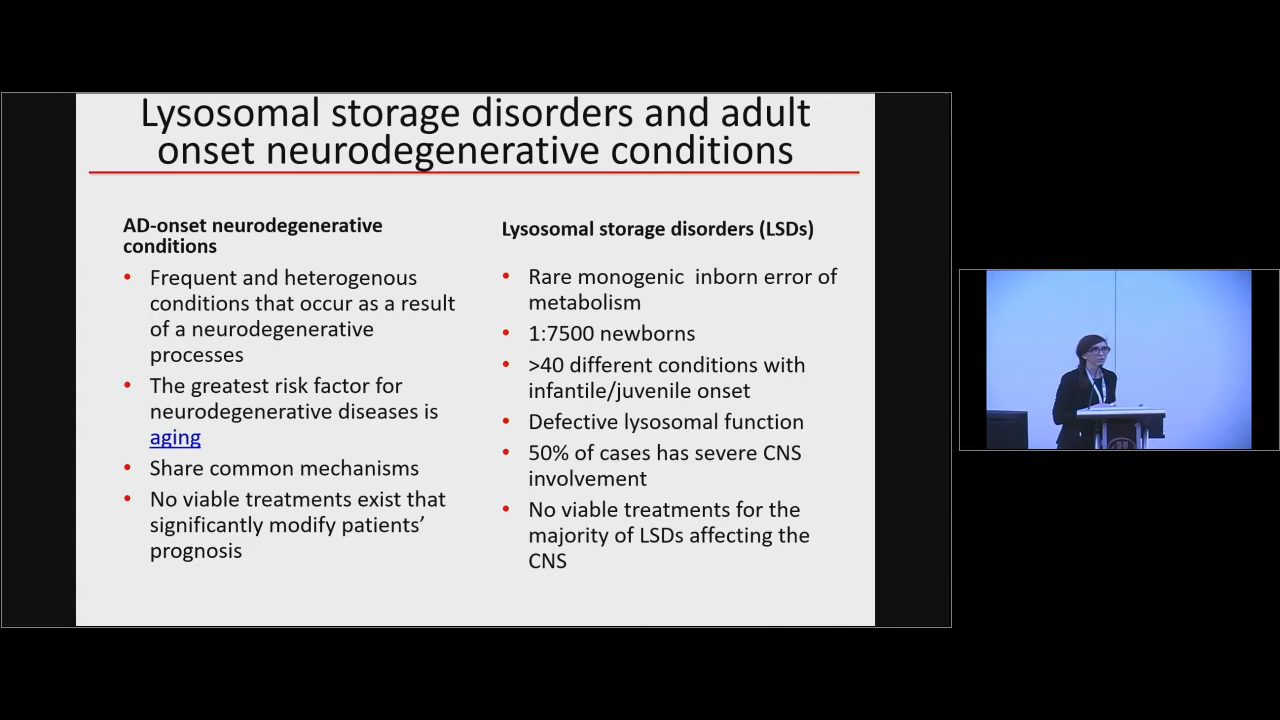 Lysosomal storage disorders and adult
onset neurodegenerative conditions
AD-onset neurodegenerative
conditions
• Frequent and heterogenous
conditions that occur as a result
of a neurodegenerative
processes
• The greatest risk factor for
neurodegenerative diseases is
aging
• Share common mechanisms
• No viable treatments exist that
significantly modify patients’
prognosis
Lysosomal storage disorders (LSDs)
• Rare monogenic inborn error of
metabolism
• 1:7500 newborns
• >40 different conditions with
infantile/juvenile onset
• Defective lysosomal function
• 50% of cases has severe CNS
involvement
• No viable treatments for the
majority of LSDs affecting the
CNS